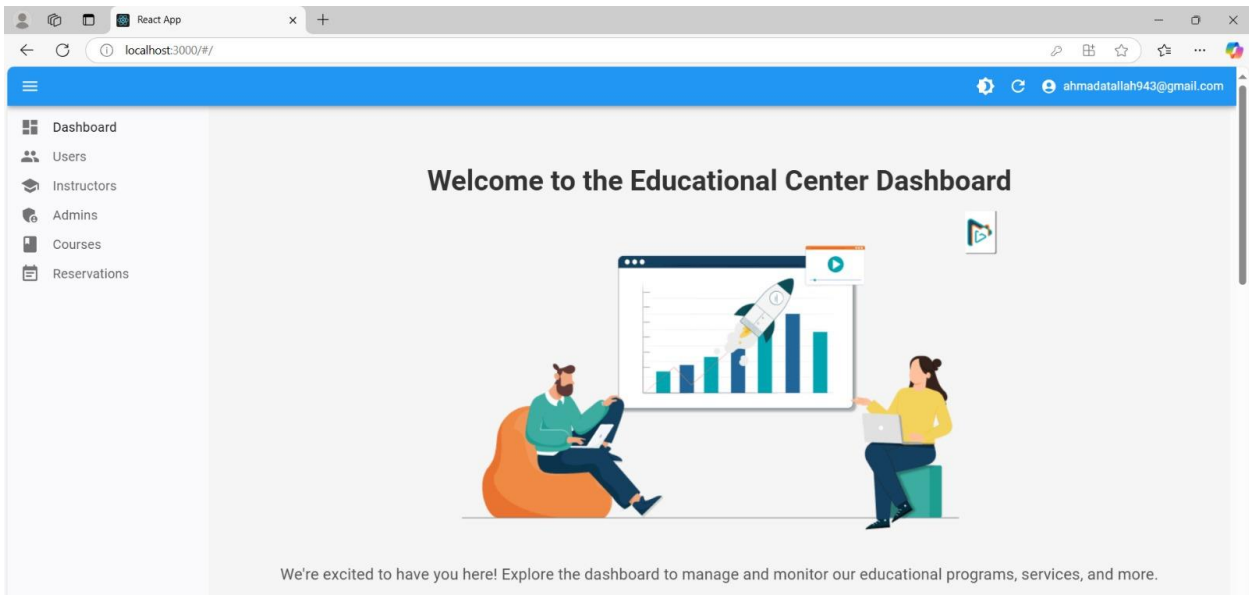 React App
localhost:3000/#/
ahmadatallah943@gmail.com
Dashboard
Users
Instructors
Admins
Courses
Reservations
Welcome to the Educational Center Dashboard
We're excited to have you here! Explore the dashboard to manage and monitor our educational programs, services, and more.